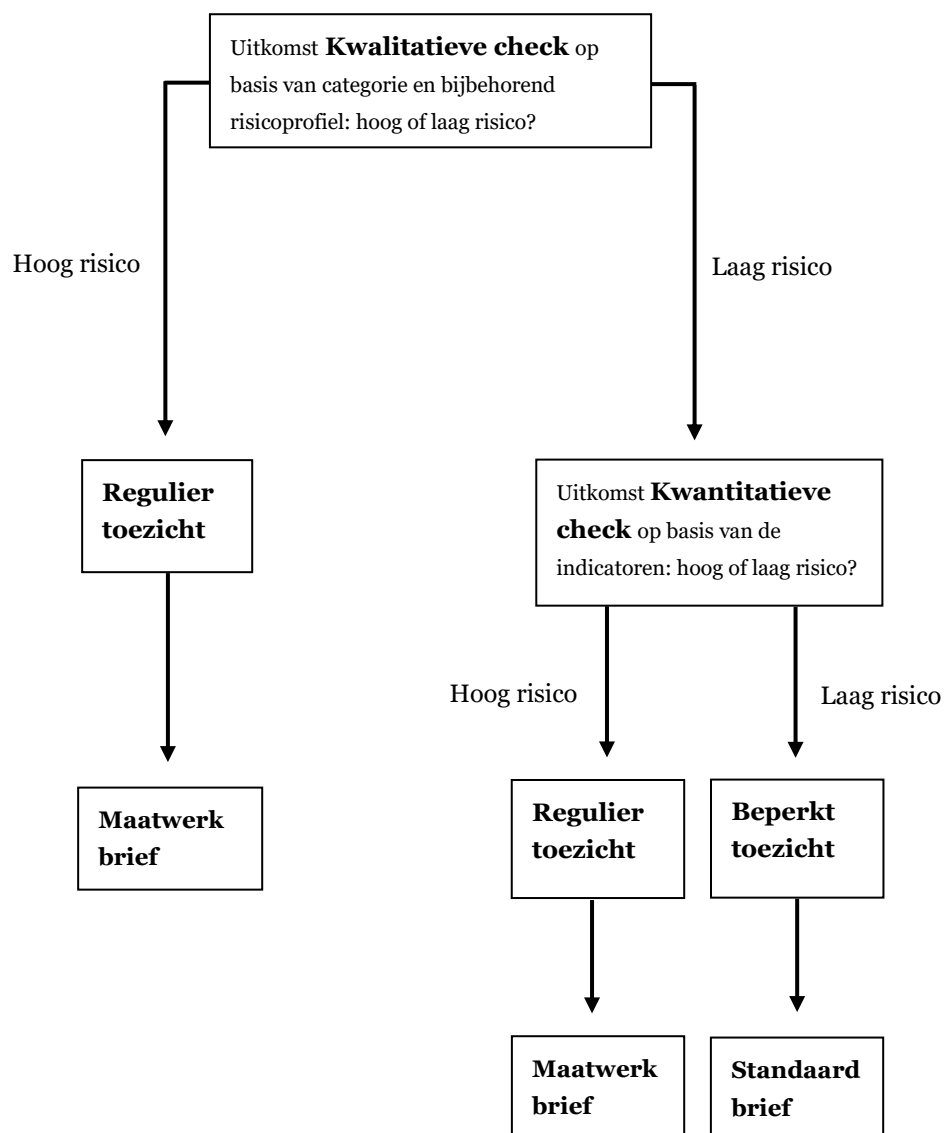 Uitkomst Kwalitatieve check op
basis van categorie en bijbehorend
risicoprofiel: hoog of laag risico?
Hoog risico
Laag risico
Regulier
toezicht
Uitkomst Kwantitatieve
check op basis van de
indicatoren: hoog of laag risico?
Hoog risico
Laag risico
Maatwerk
brief
Regulier
toezicht
Beperkt
toezicht
Maatwerk
brief
Standaard
brief